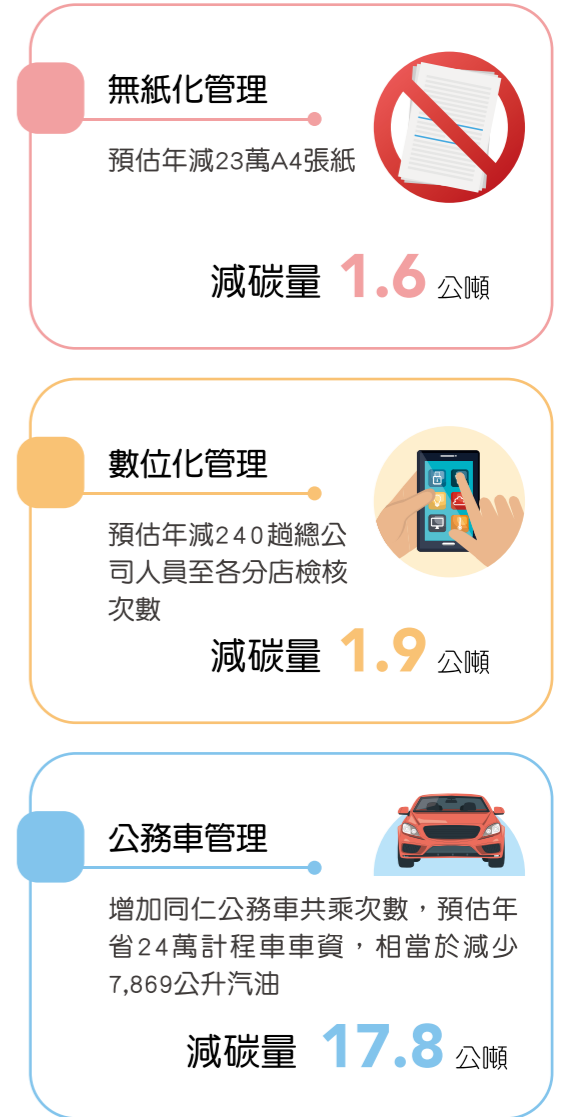 無紙化管理
預估年減23萬A4張紙
減碳量 1.6 公噸
數位化管理
預估年減240趟總公
司人員至各分店檢核
次數
減碳量 1.9 公噸
公務車管理
增加同仁公務車共乘次數，預估年
省24萬計程車車資，相當於減少
7,869公升汽油
減碳量 17.8 公噸